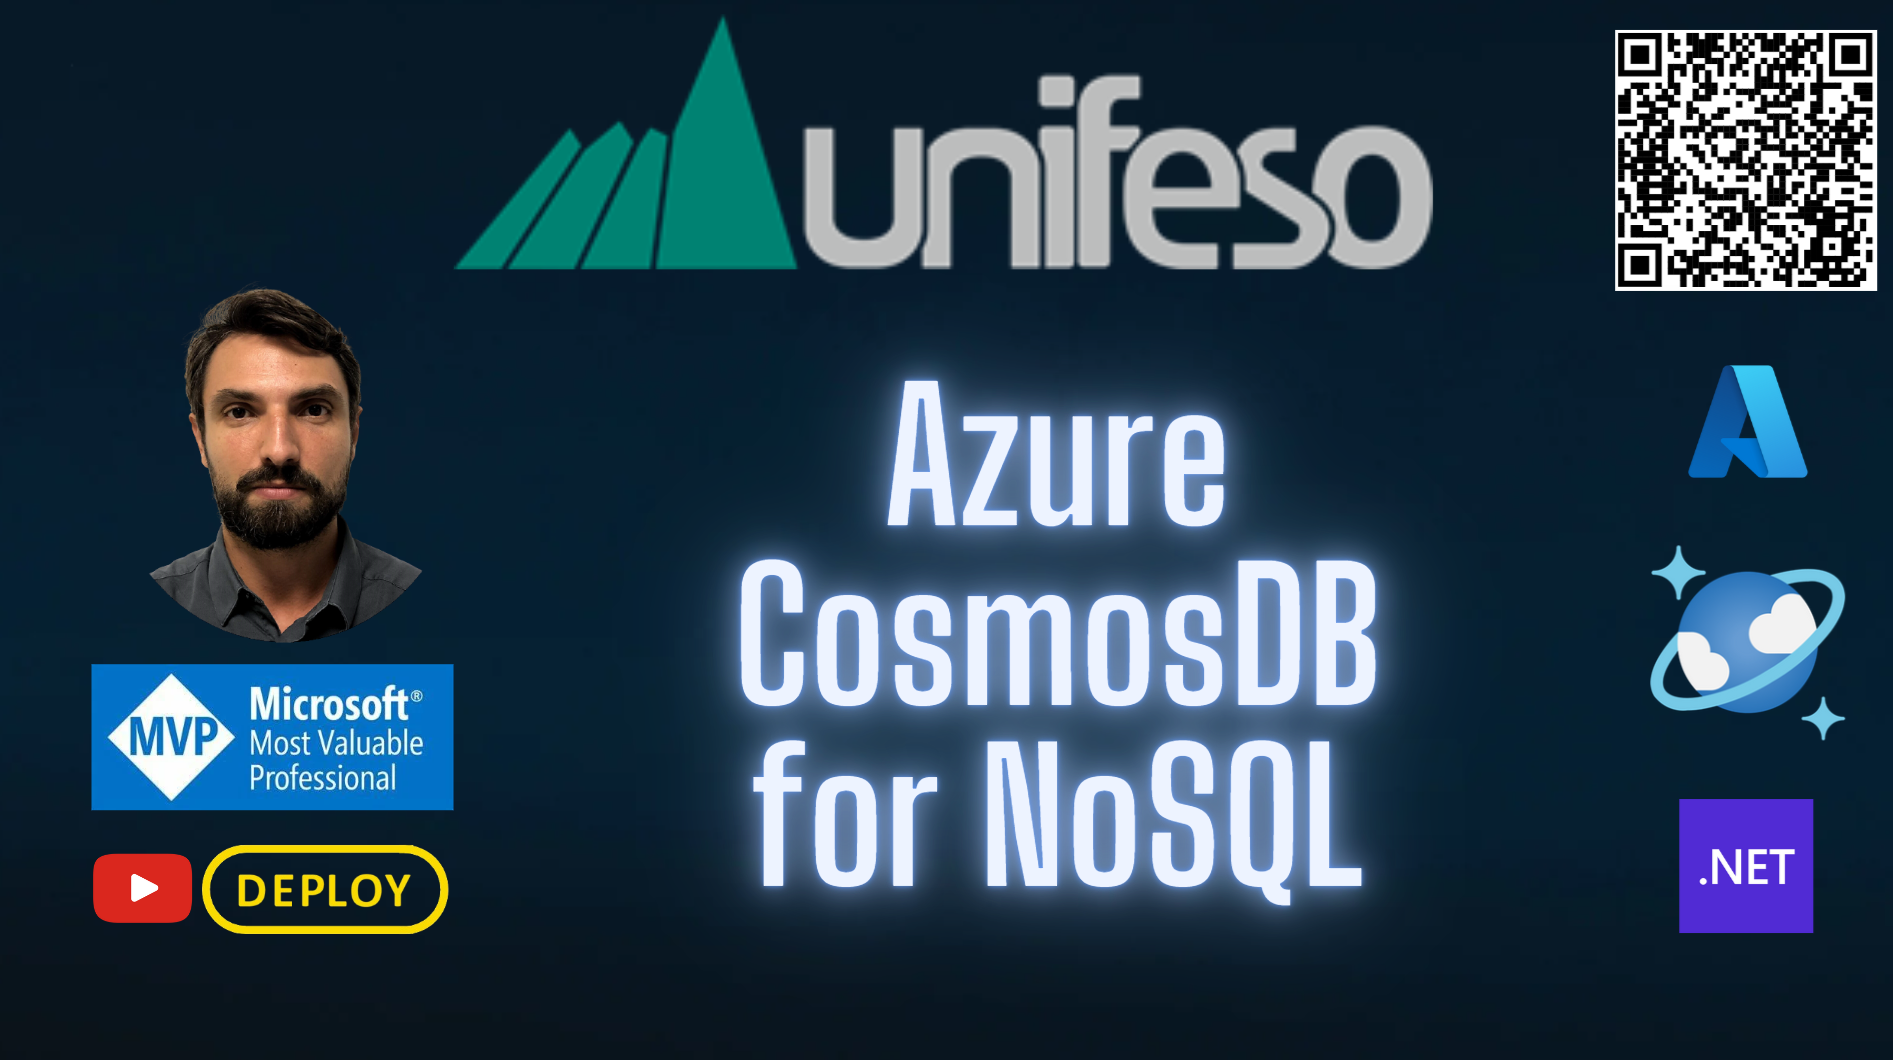 unifeso
Azure
CosmosDB
for NoSQL
MVP
Microsoft®
Most Valuable
Professional
DEPLOY
.NET